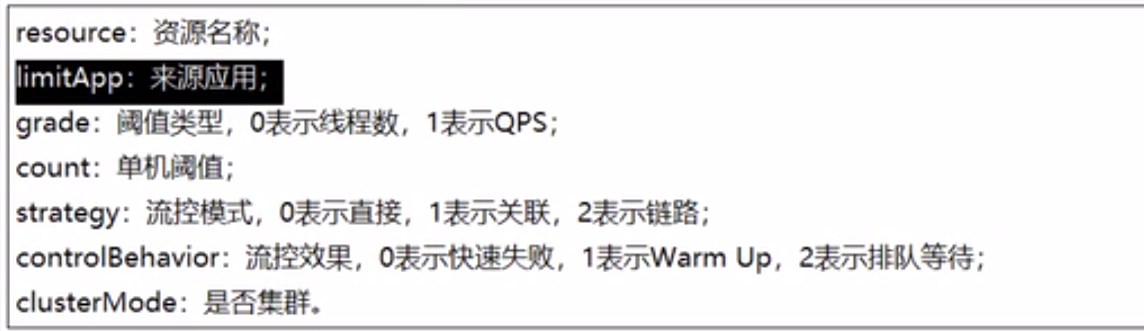 resource：资源名称；
limitApp：来源应用；
grade：阈值类型，0表示线程数，1表示QPS；
count：单机阈值；
strategy：流控模式，0表示直接，1表示关联，2表示链路；
controlBehavior：流控效果，0表示快速失败，1表示Warm Up，2表示排队等待；
clusterMode：是否集群。